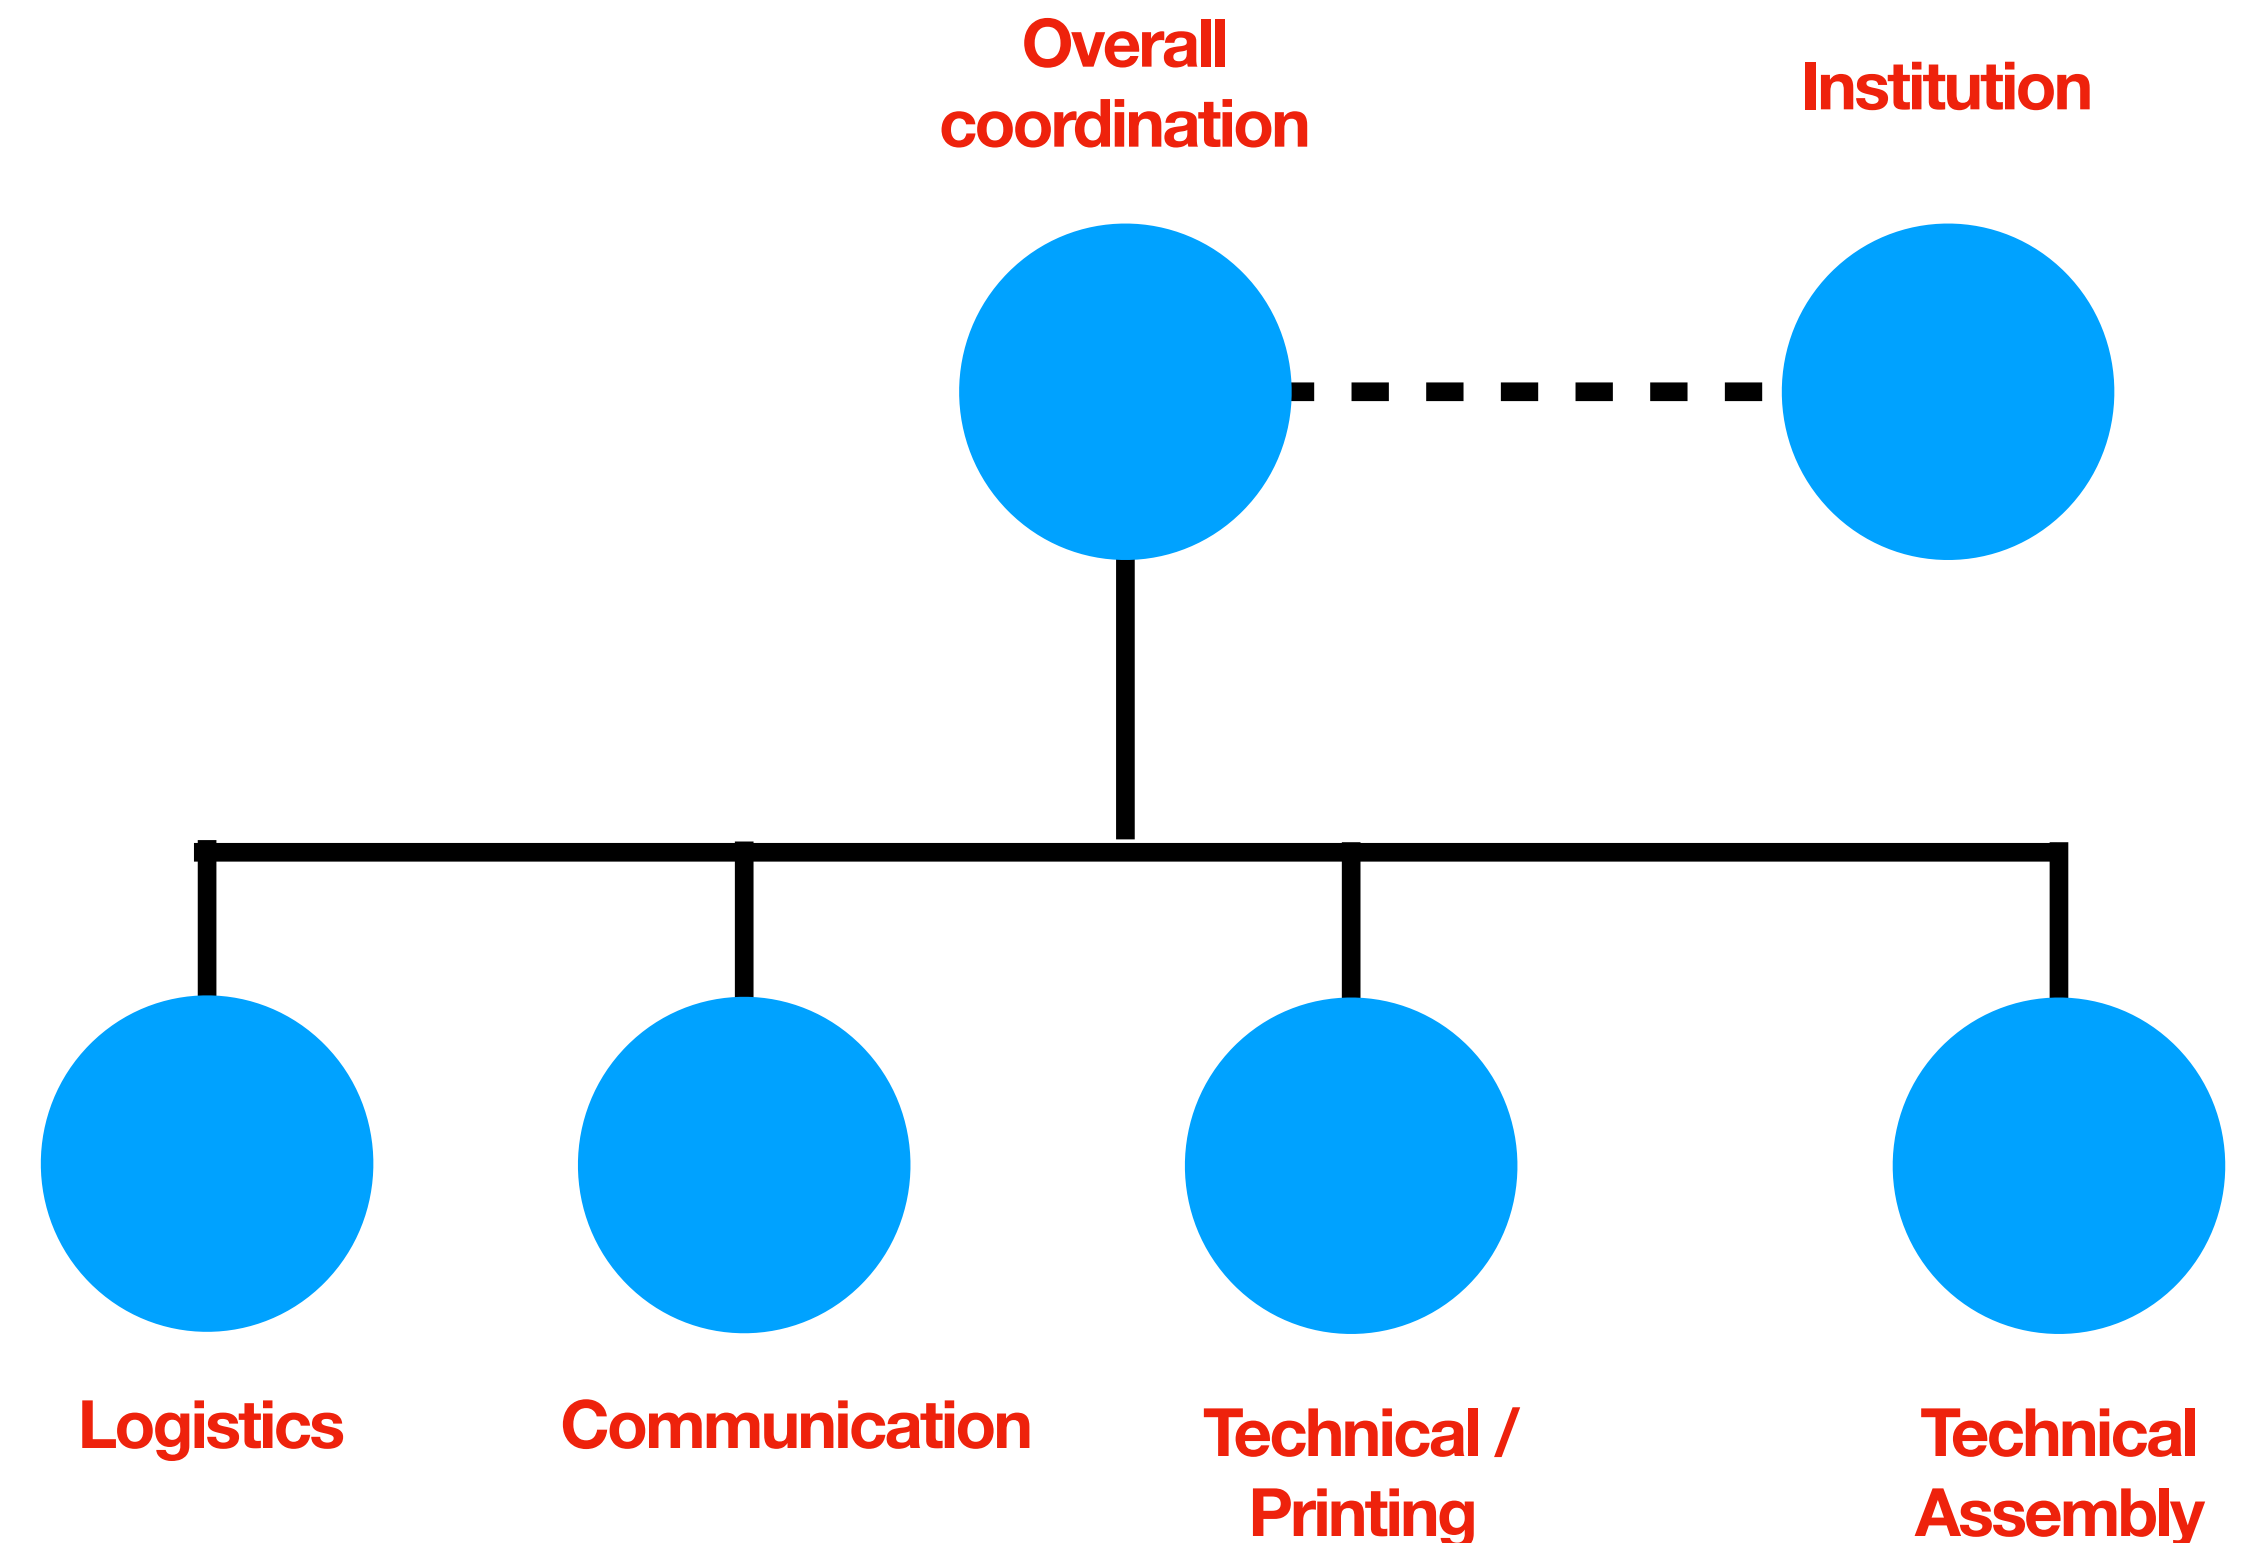 Overall
coordination
Institution
Logistics
Communication
Technical /
Printing
Technical
Assembly